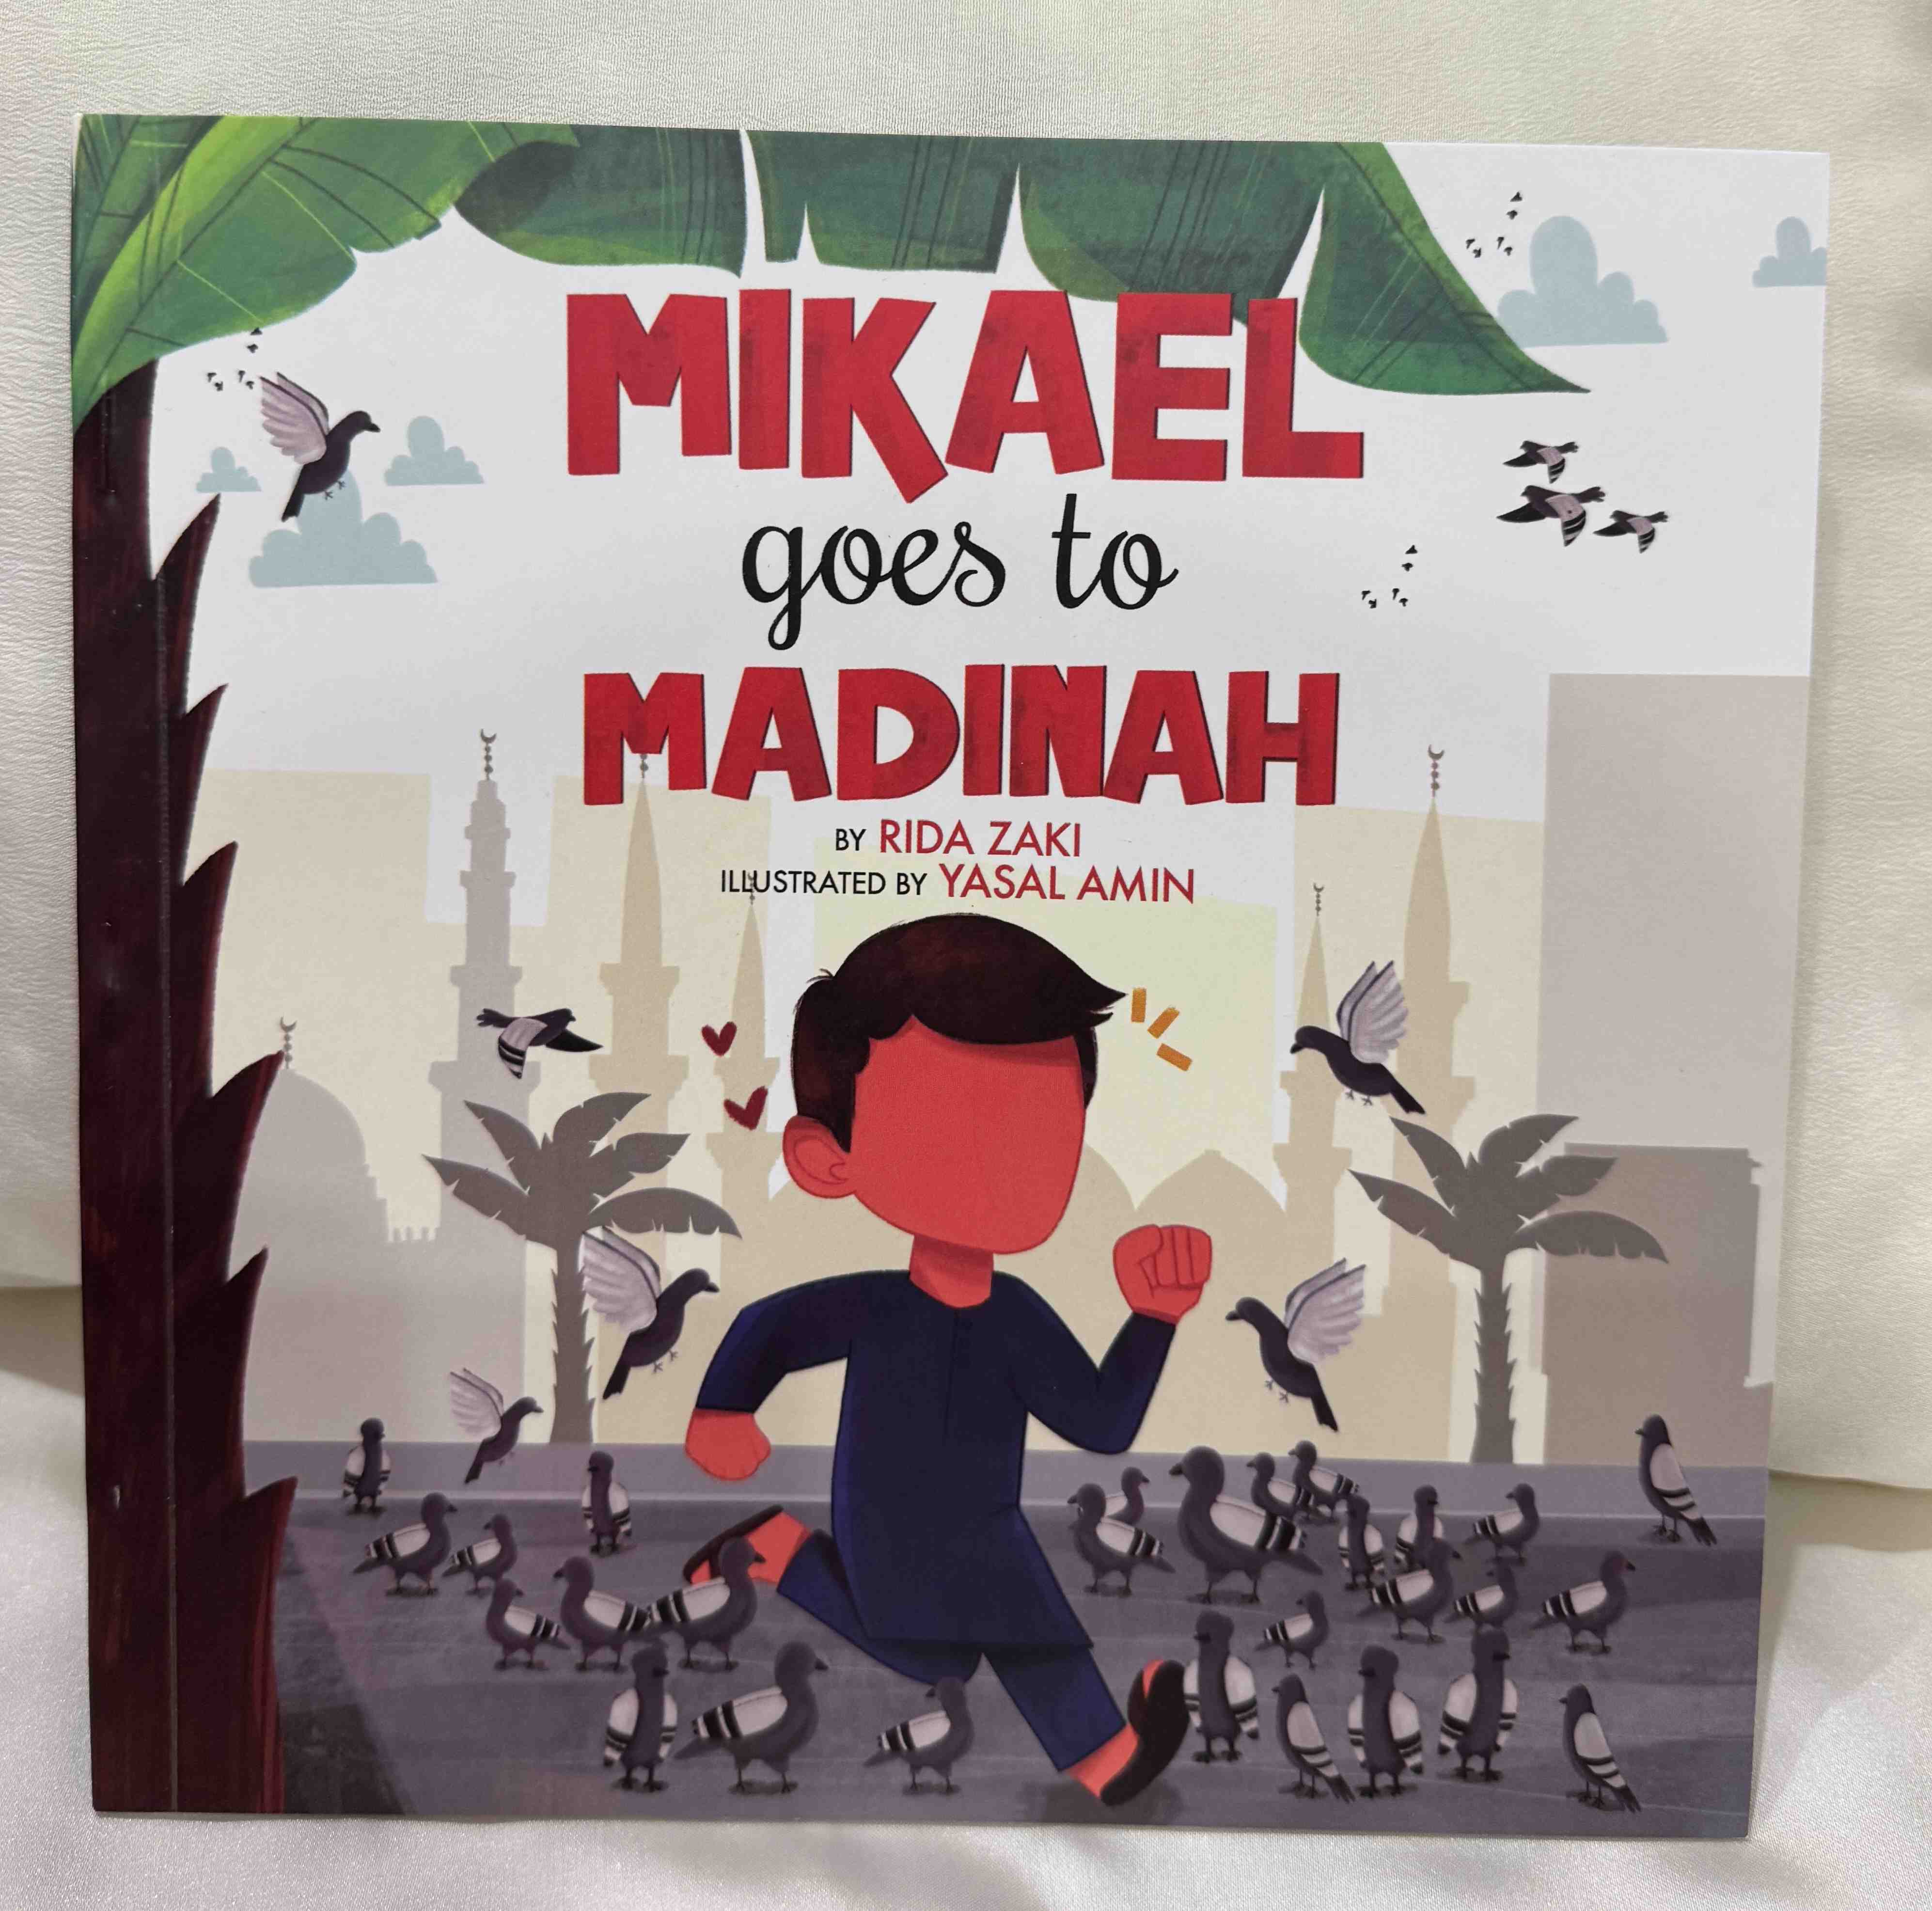 MIKAEL
goes to
MADINAH
BY RIDA ZAKI
ILLUSTRATED BY YASAL AMIN